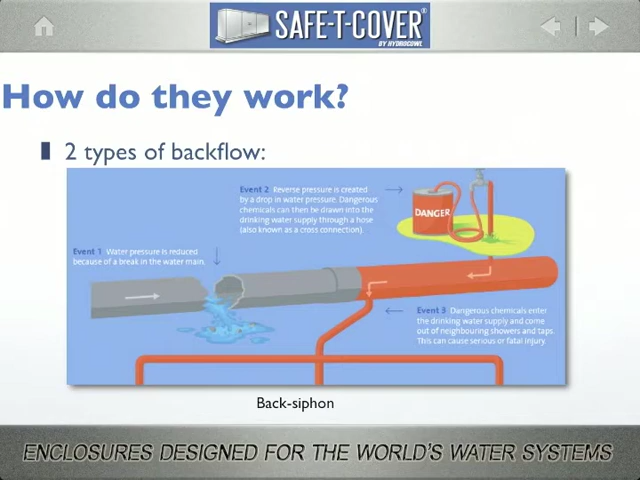 SAFE-T-COVER®
BY HYDROCOWL
How do they work?
2 types of backflow:
Event 2 Reverse pressure is created
by a drop in water pressure. Dangerous
chemicals can then be drawn into the
drinking water supply through a hose
(also known as a cross connection).
DANGER
Event 1 Water pressure is reduced
because of a break in the water main.
Event 3 Dangerous chemicals enter
the drinking water supply and come
out of neighbouring showers and taps.
This can cause serious or fatal injury.
Back-siphon
ENCLOSURES DESIGNED FOR THE WORLD'S WATER SYSTEMS